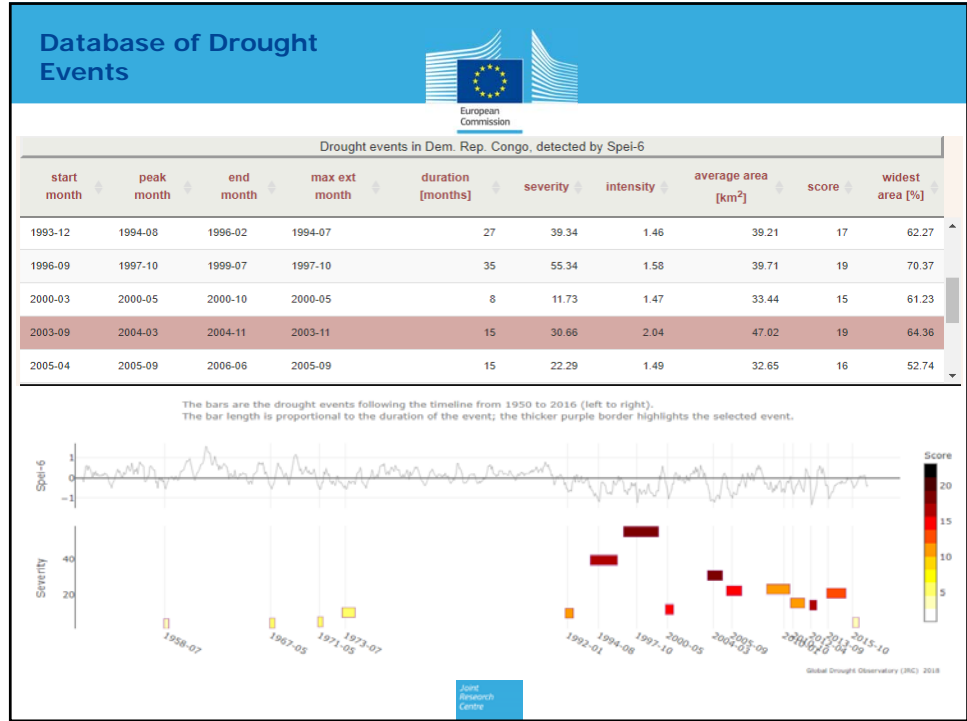 Database of Drought
Events
European
Commission
Drought events in Dem. Rep. Congo, detected by Spei-6
start month peak month end month max ext month duration [months] severity intensity average area [km²] score widest area [%]
1993-12 1994-08 1996-02 1994-07 27 39.34 1.46 39.21 17 62.27
1996-09 1997-10 1999-07 1997-10 35 55.34 1.58 39.71 19 70.37
2000-03 2000-05 2000-10 2000-05 8 11.73 1.47 33.44 15 61.23
2003-09 2004-03 2004-11 2003-11 15 30.66 2.04 47.02 19 64.36
2005-04 2005-09 2006-06 2005-09 15 22.29 1.49 32.65 16 52.74
The bars are the drought events following the timeline from 1950 to 2016 (left to right).
The bar length is proportional to the duration of the event; the thicker purple border highlights the selected event.
Spei-6
1
0
−1
Score
20
15
10
5
Severity
40
20
1958-07 1967-05 1971-05 1973-07 1992-01 1994-08 1997-10 2000-05 2004-03 2005-09 2013-09 2015-10
Global Drought Observatory (JRC) 2018
Joint
Research
Centre